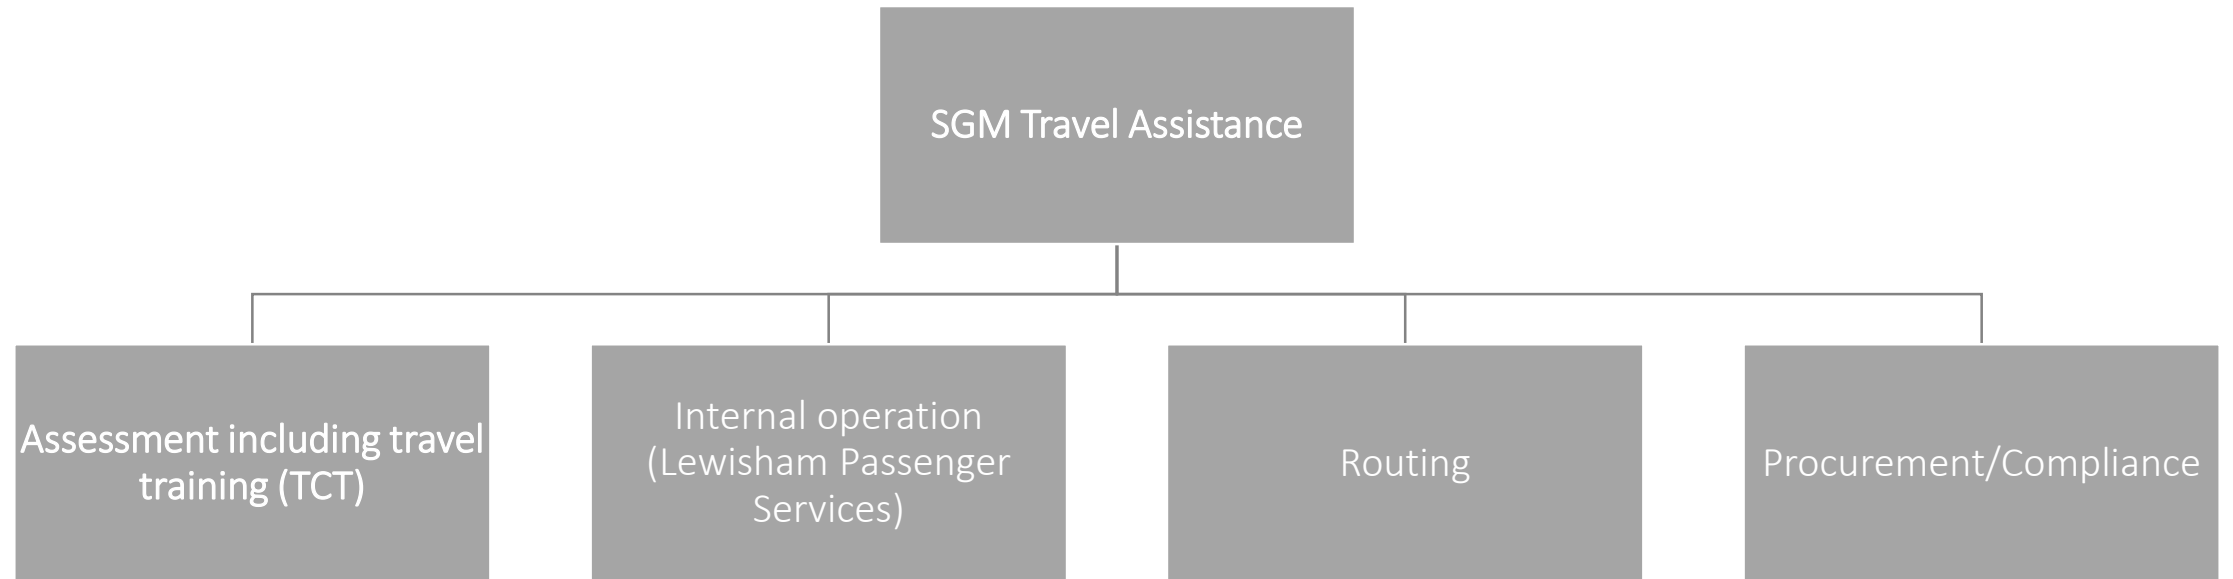 SGM Travel Assistance
Assessment including travel
training (TCT)
Internal operation
(Lewisham Passenger
Services)
Routing
Procurement/Compliance